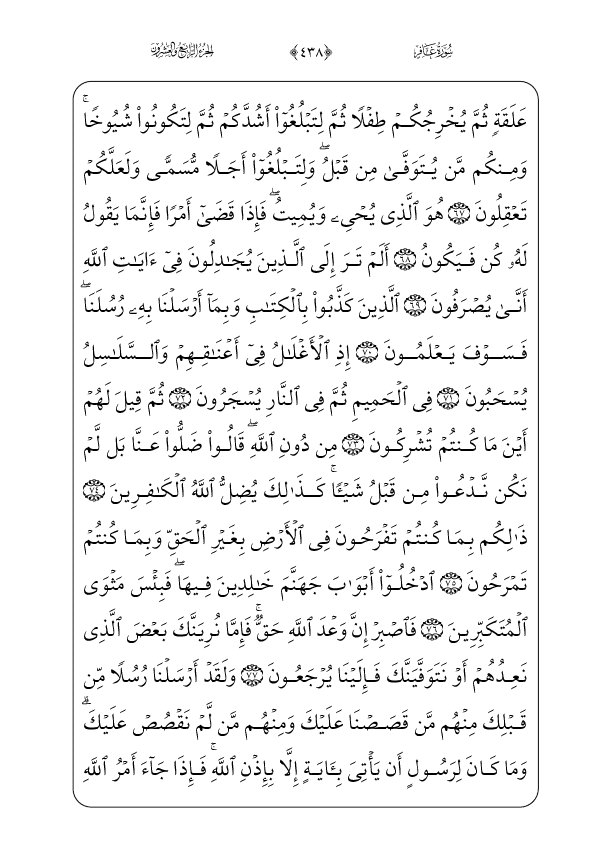 سُورَةُ غَافِرٍ ﴿٤٣٨﴾ الجُزْءُ الرَّابِعُ وَالعِشْرُونَ
عَلَقَةٖ ثُمَّ يُخۡرِجُكُمۡ طِفۡلٗا ثُمَّ لِتَبۡلُغُوٓاْ أَشُدَّكُمۡ ثُمَّ لِتَكُونُواْ شُيُوخٗاۚ
وَمِنكُم مَّن يُتَوَفَّىٰ مِن قَبۡلُۖ وَلِتَبۡلُغُوٓاْ أَجَلٗا مُّسَمّٗى وَلَعَلَّكُمۡ
تَعۡقِلُونَ ٦٧ هُوَ ٱلَّذِي يُحۡيِۦ وَيُمِيتُۖ فَإِذَا قَضَىٰٓ أَمۡرٗا فَإِنَّمَا يَقُولُ
لَهُۥ كُن فَيَكُونُ ٦٨ أَلَمۡ تَرَ إِلَى ٱلَّذِينَ يُجَٰدِلُونَ فِيٓ ءَايَٰتِ ٱللَّهِ
أَنَّىٰ يُصۡرَفُونَ ٦٩ ٱلَّذِينَ كَذَّبُواْ بِٱلۡكِتَٰبِ وَبِمَآ أَرۡسَلۡنَا بِهِۦ رُسُلَنَاۖ
فَسَوۡفَ يَعۡلَمُونَ ٧٠ إِذِ ٱلۡأَغۡلَٰلُ فِيٓ أَعۡنَٰقِهِمۡ وَٱلسَّلَٰسِلُ
يُسۡحَبُونَ ٧١ فِي ٱلۡحَمِيمِ ثُمَّ فِي ٱلنَّارِ يُسۡجَرُونَ ٧٢ ثُمَّ قِيلَ لَهُمۡ
أَيۡنَ مَا كُنتُمۡ تُشۡرِكُونَ ٧٣ مِن دُونِ ٱللَّهِۖ قَالُواْ ضَلُّواْ عَنَّا بَل لَّمۡ
نَكُن نَّدۡعُواْ مِن قَبۡلُ شَيۡـٔٗاۚ كَذَٰلِكَ يُضِلُّ ٱللَّهُ ٱلۡكَٰفِرِينَ ٧٤
ذَٰلِكُم بِمَا كُنتُمۡ تَفۡرَحُونَ فِي ٱلۡأَرۡضِ بِغَيۡرِ ٱلۡحَقِّ وَبِمَا كُنتُمۡ
تَمۡرَحُونَ ٧٥ ٱدۡخُلُوٓاْ أَبۡوَٰبَ جَهَنَّمَ خَٰلِدِينَ فِيهَاۖ فَبِئۡسَ مَثۡوَى
ٱلۡمُتَكَبِّرِينَ ٧٦ فَٱصۡبِرۡ إِنَّ وَعۡدَ ٱللَّهِ حَقّٞۚ فَإِمَّا نُرِيَنَّكَ بَعۡضَ ٱلَّذِي
نَعِدُهُمۡ أَوۡ نَتَوَفَّيَنَّكَ فَإِلَيۡنَا يُرۡجَعُونَ ٧٧ وَلَقَدۡ أَرۡسَلۡنَا رُسُلٗا مِّن
قَبۡلِكَ مِنۡهُم مَّن قَصَصۡنَا عَلَيۡكَ وَمِنۡهُم مَّن لَّمۡ نَقۡصُصۡ عَلَيۡكَۗ
وَمَا كَانَ لِرَسُولٍ أَن يَأۡتِيَ بِـَٔايَةٍ إِلَّا بِإِذۡنِ ٱللَّهِۚ فَإِذَا جَآءَ أَمۡرُ ٱللَّهِ